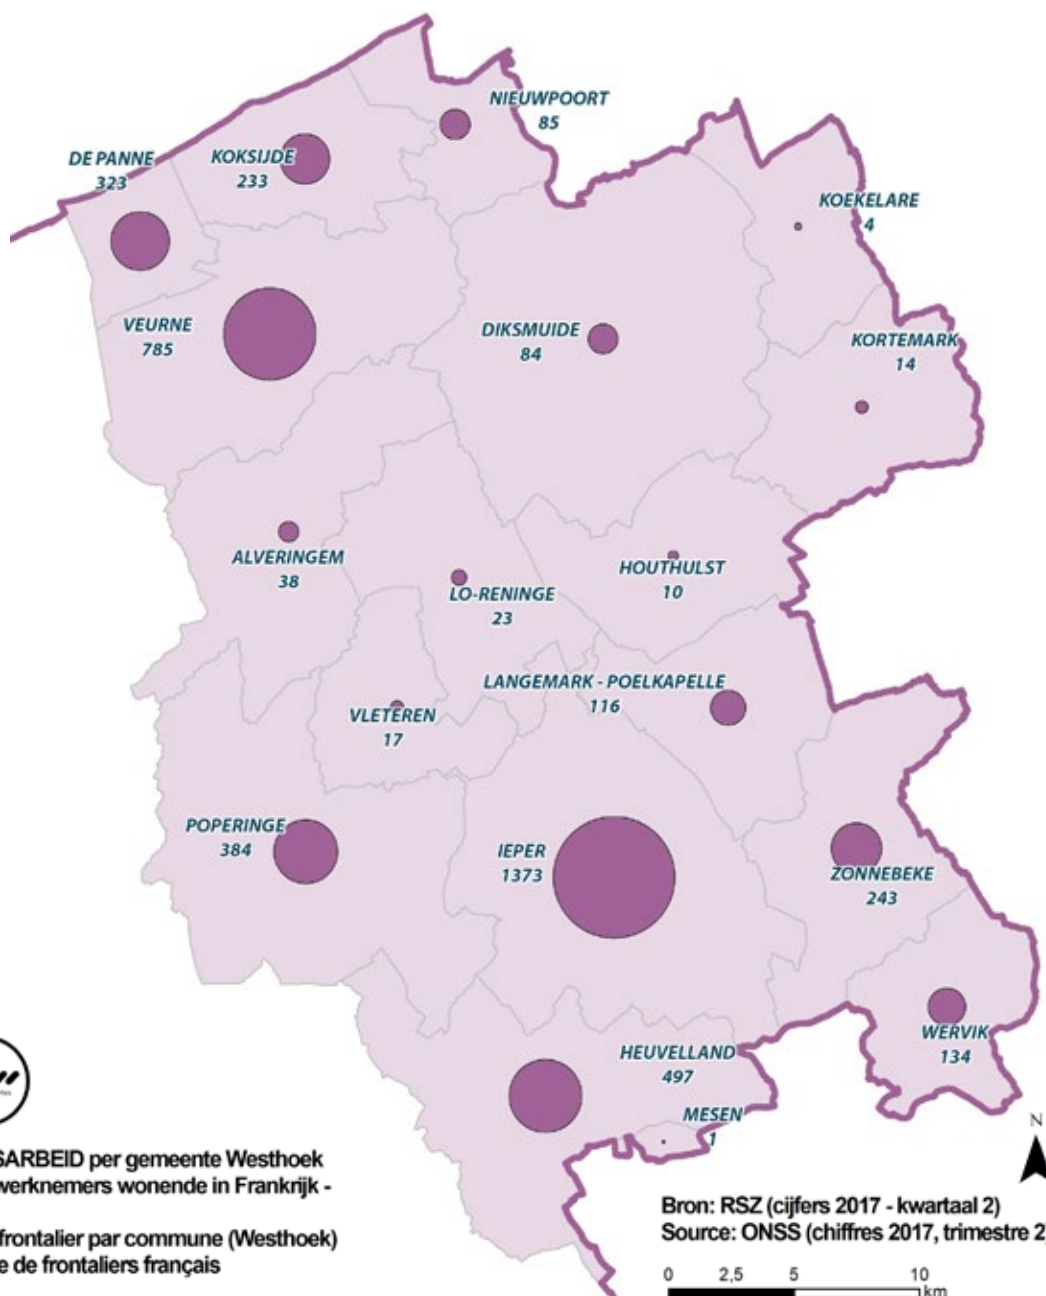 NIEUWPOORT
85
DE PANNE
323
KOKSIJDE
233
KOEKELARE
4
VEURNE
785
DIKSMUIDE
84
KORTEMARK
14
ALVERINGEM
38
HOUTHULST
10
LO-RENINGE
23
LANGEMARK - POELKAPELLE
116
VLETEREN
17
POPERINGE
384
IEPER
1373
ZONNEBEKE
243
WERVIK
134
HEUVELLAND
497
MESEN
1
N
SARBEID per gemeente Westhoek
werknemers wonende in Frankrijk -
frontalier par commune (Westhoek)
e de frontaliers français
Bron: RSZ (cijfers 2017 - kwartaal 2)
Source: ONSS (chiffres 2017, trimestre 2)
0 2,5 5 10
km